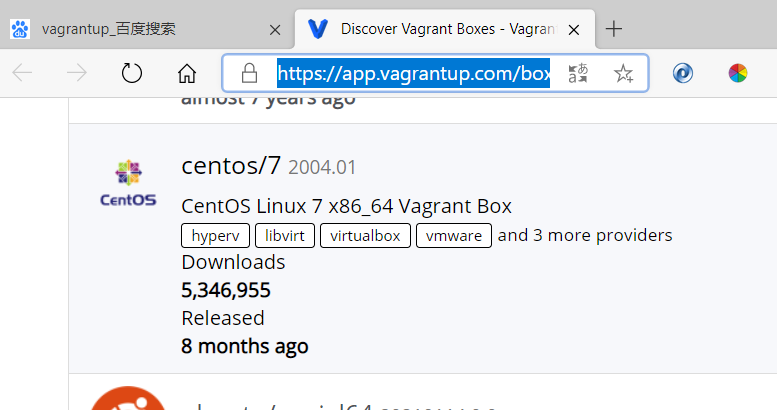 vagrantup_百度搜索
Discover Vagrant Boxes - Vagran
https://app.vagrantup.com/box
almost 7 years ago
centos/7 2004.01
CentOS
CentOS Linux 7 x86_64 Vagrant Box
hyperv libvirt virtualbox vmware and 3 more providers
Downloads
5,346,955
Released
8 months ago